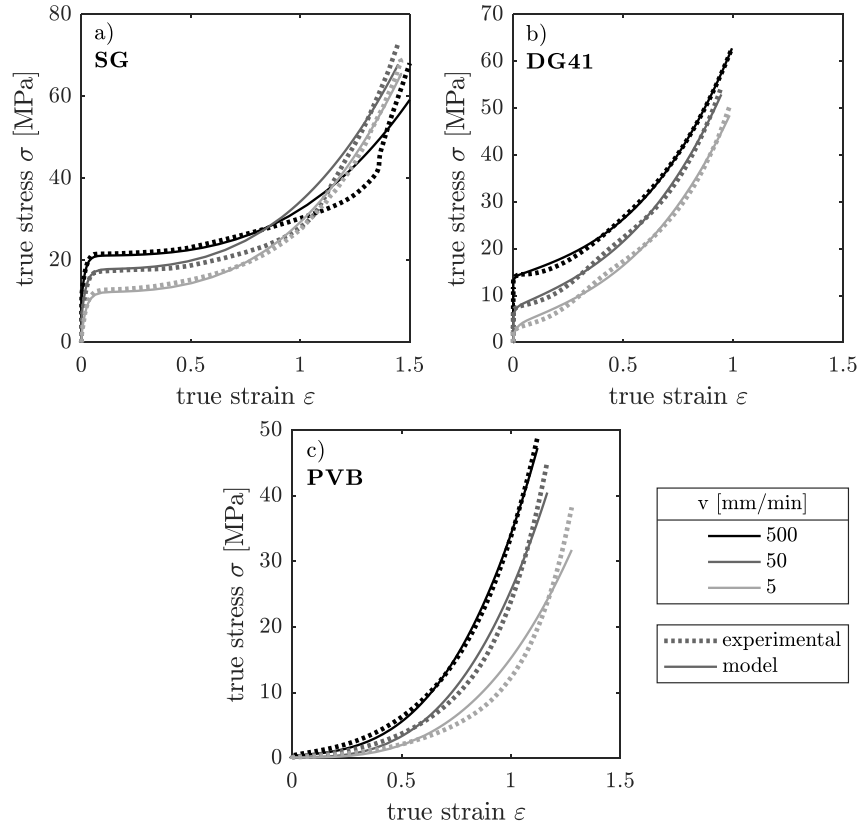 a)
SG
80
60
40
20
0
0 0.5 1 1.5
true stress σ [MPa]
true strain ε
b)
DG41
70
60
50
40
30
20
10
0
0 0.5 1 1.5
true stress σ [MPa]
true strain ε
c)
PVB
50
40
30
20
10
0
0 0.5 1 1.5
true stress σ [MPa]
true strain ε
v [mm/min]
500
50
5
experimental
model